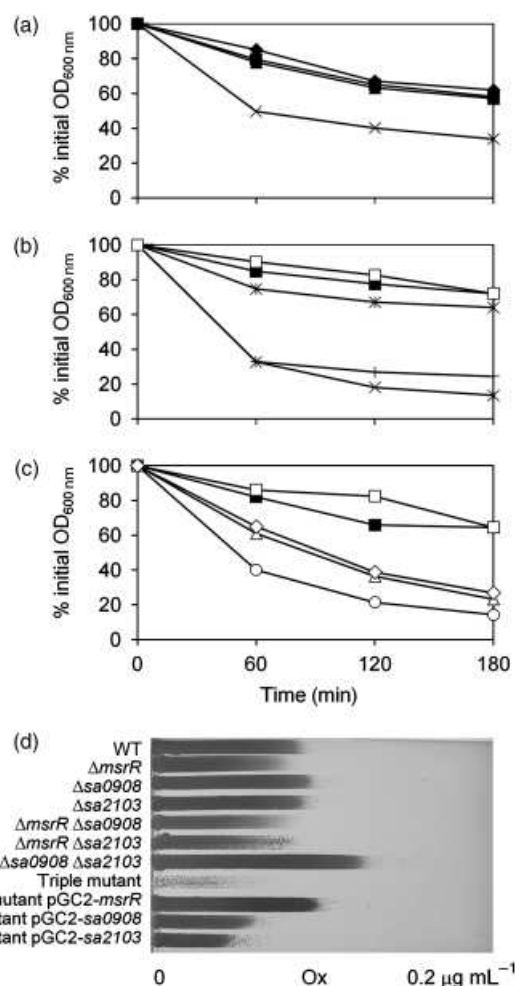 (a)
100
80
60
40
20
0
% initial OD600 nm
(b)
100
80
60
40
20
0
% initial OD600 nm
(c)
100
80
60
40
20
0
% initial OD600 nm
0 60 120 180
Time (min)
(d)
WT
ΔmsrR
Δsa0908
Δsa2103
ΔmsrR Δsa0908
ΔmsrR Δsa2103
Δsa0908 Δsa2103
Triple mutant
mutant pGC2-msrR
tant pGC2-sa0908
tant pGC2-sa2103
0 Ox 0.2 µg mL⁻¹